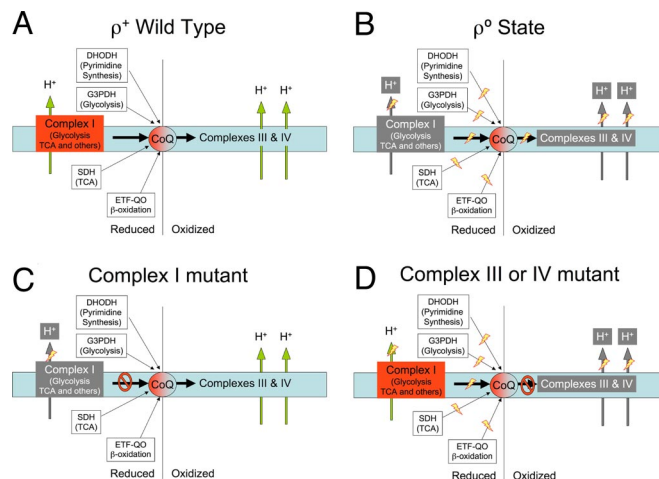 A
ρ⁺ Wild Type
DHODH
(Pyrimidine
Synthesis)
G3PDH
(Glycolysis)
H⁺
H⁺ H⁺
Complex I
(Glycolysis
TCA and others)
CoQ
Complexes III & IV
SDH
(TCA)
ETF-QO
β-oxidation
Reduced
Oxidized
B
ρº State
DHODH
(Pyrimidine
Synthesis)
G3PDH
(Glycolysis)
H⁺
H⁺ H⁺
Complex I
(Glycolysis
TCA and others)
CoQ
Complexes III & IV
SDH
(TCA)
ETF-QO
β-oxidation
Reduced
Oxidized
C
Complex I mutant
DHODH
(Pyrimidine
Synthesis)
G3PDH
(Glycolysis)
H⁺
H⁺ H⁺
Complex I
(Glycolysis
TCA and others)
CoQ
Complexes III & IV
SDH
(TCA)
ETF-QO
β-oxidation
Reduced
Oxidized
D
Complex III or IV mutant
DHODH
(Pyrimidine
Synthesis)
G3PDH
(Glycolysis)
H⁺
H⁺ H⁺
Complex I
(Glycolysis
TCA and others)
CoQ
Complexes III & IV
SDH
(TCA)
ETF-QO
β-oxidation
Reduced
Oxidized